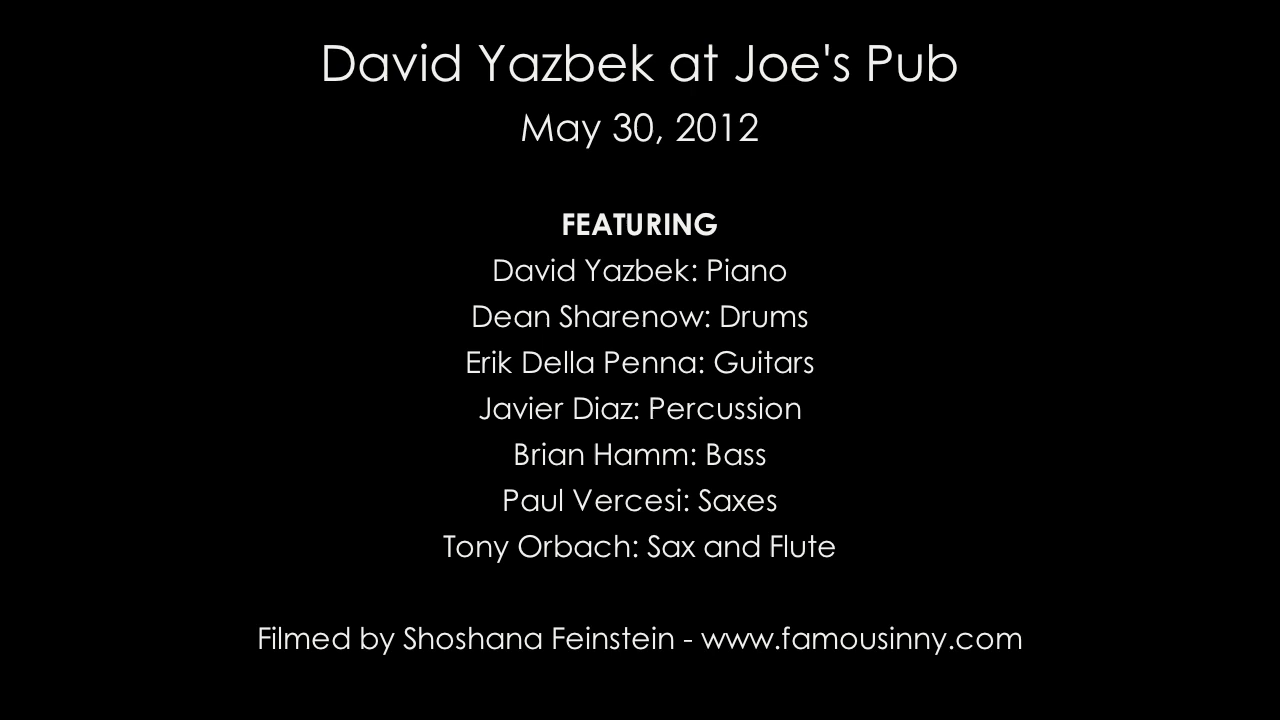 David Yazbek at Joe's Pub
May 30, 2012
FEATURING
David Yazbek: Piano
Dean Sharenow: Drums
Erik Della Penna: Guitars
Javier Diaz: Percussion
Brian Hamm: Bass
Paul Vercesi: Saxes
Tony Orbach: Sax and Flute
Filmed by Shoshana Feinstein - www.famousinny.com